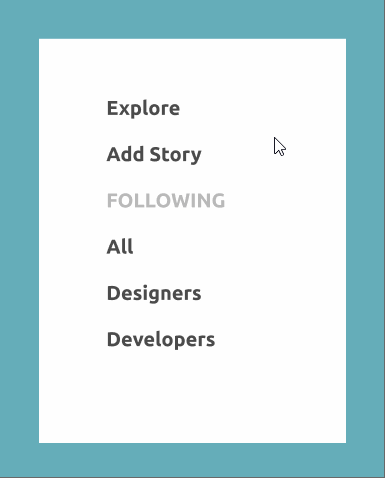 Explore
Add Story
FOLLOWING
All
Designers
Developers